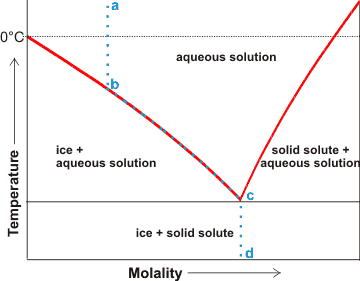 a
0°C
aqueous solution
b
ice +
aqueous solution
solid solute +
aqueous solution
c
ice + solid solute
d
Temperature
Molality